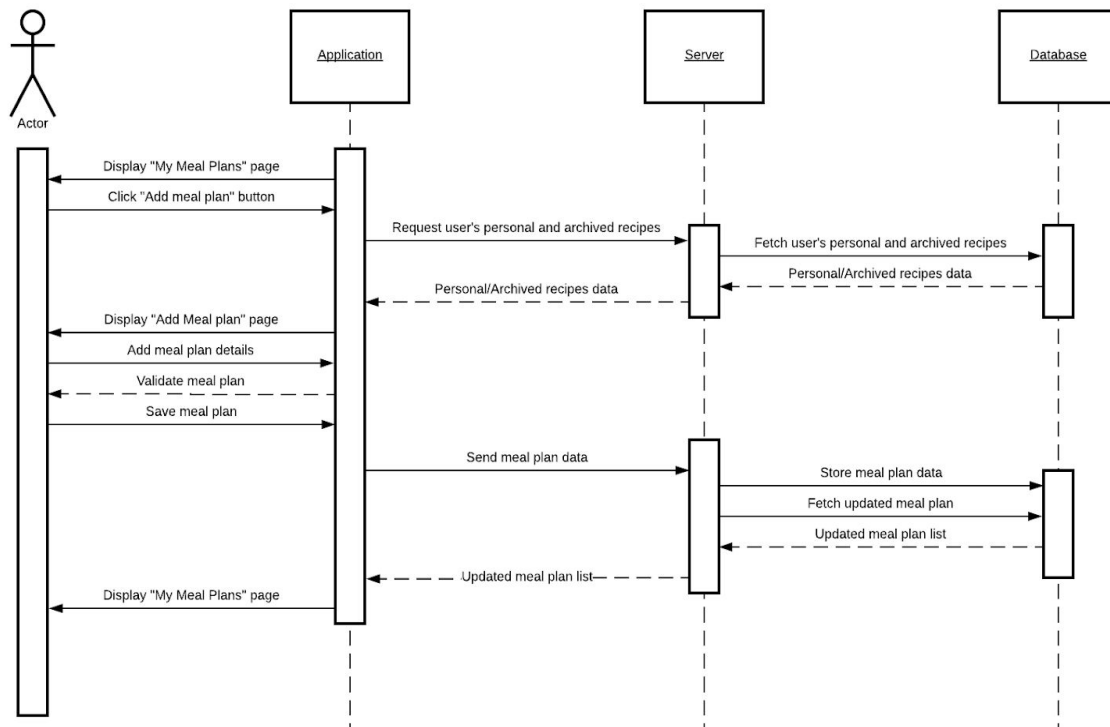 Application
Server
Database
Actor
Display "My Meal Plans" page
Click "Add meal plan" button
Request user's personal and archived recipes
Fetch user's personal and archived recipes
Personal/Archived recipes data
Personal/Archived recipes data
Display "Add Meal plan" page
Add meal plan details
Validate meal plan
Save meal plan
Send meal plan data
Store meal plan data
Fetch updated meal plan
Updated meal plan list
Updated meal plan list
Display "My Meal Plans" page